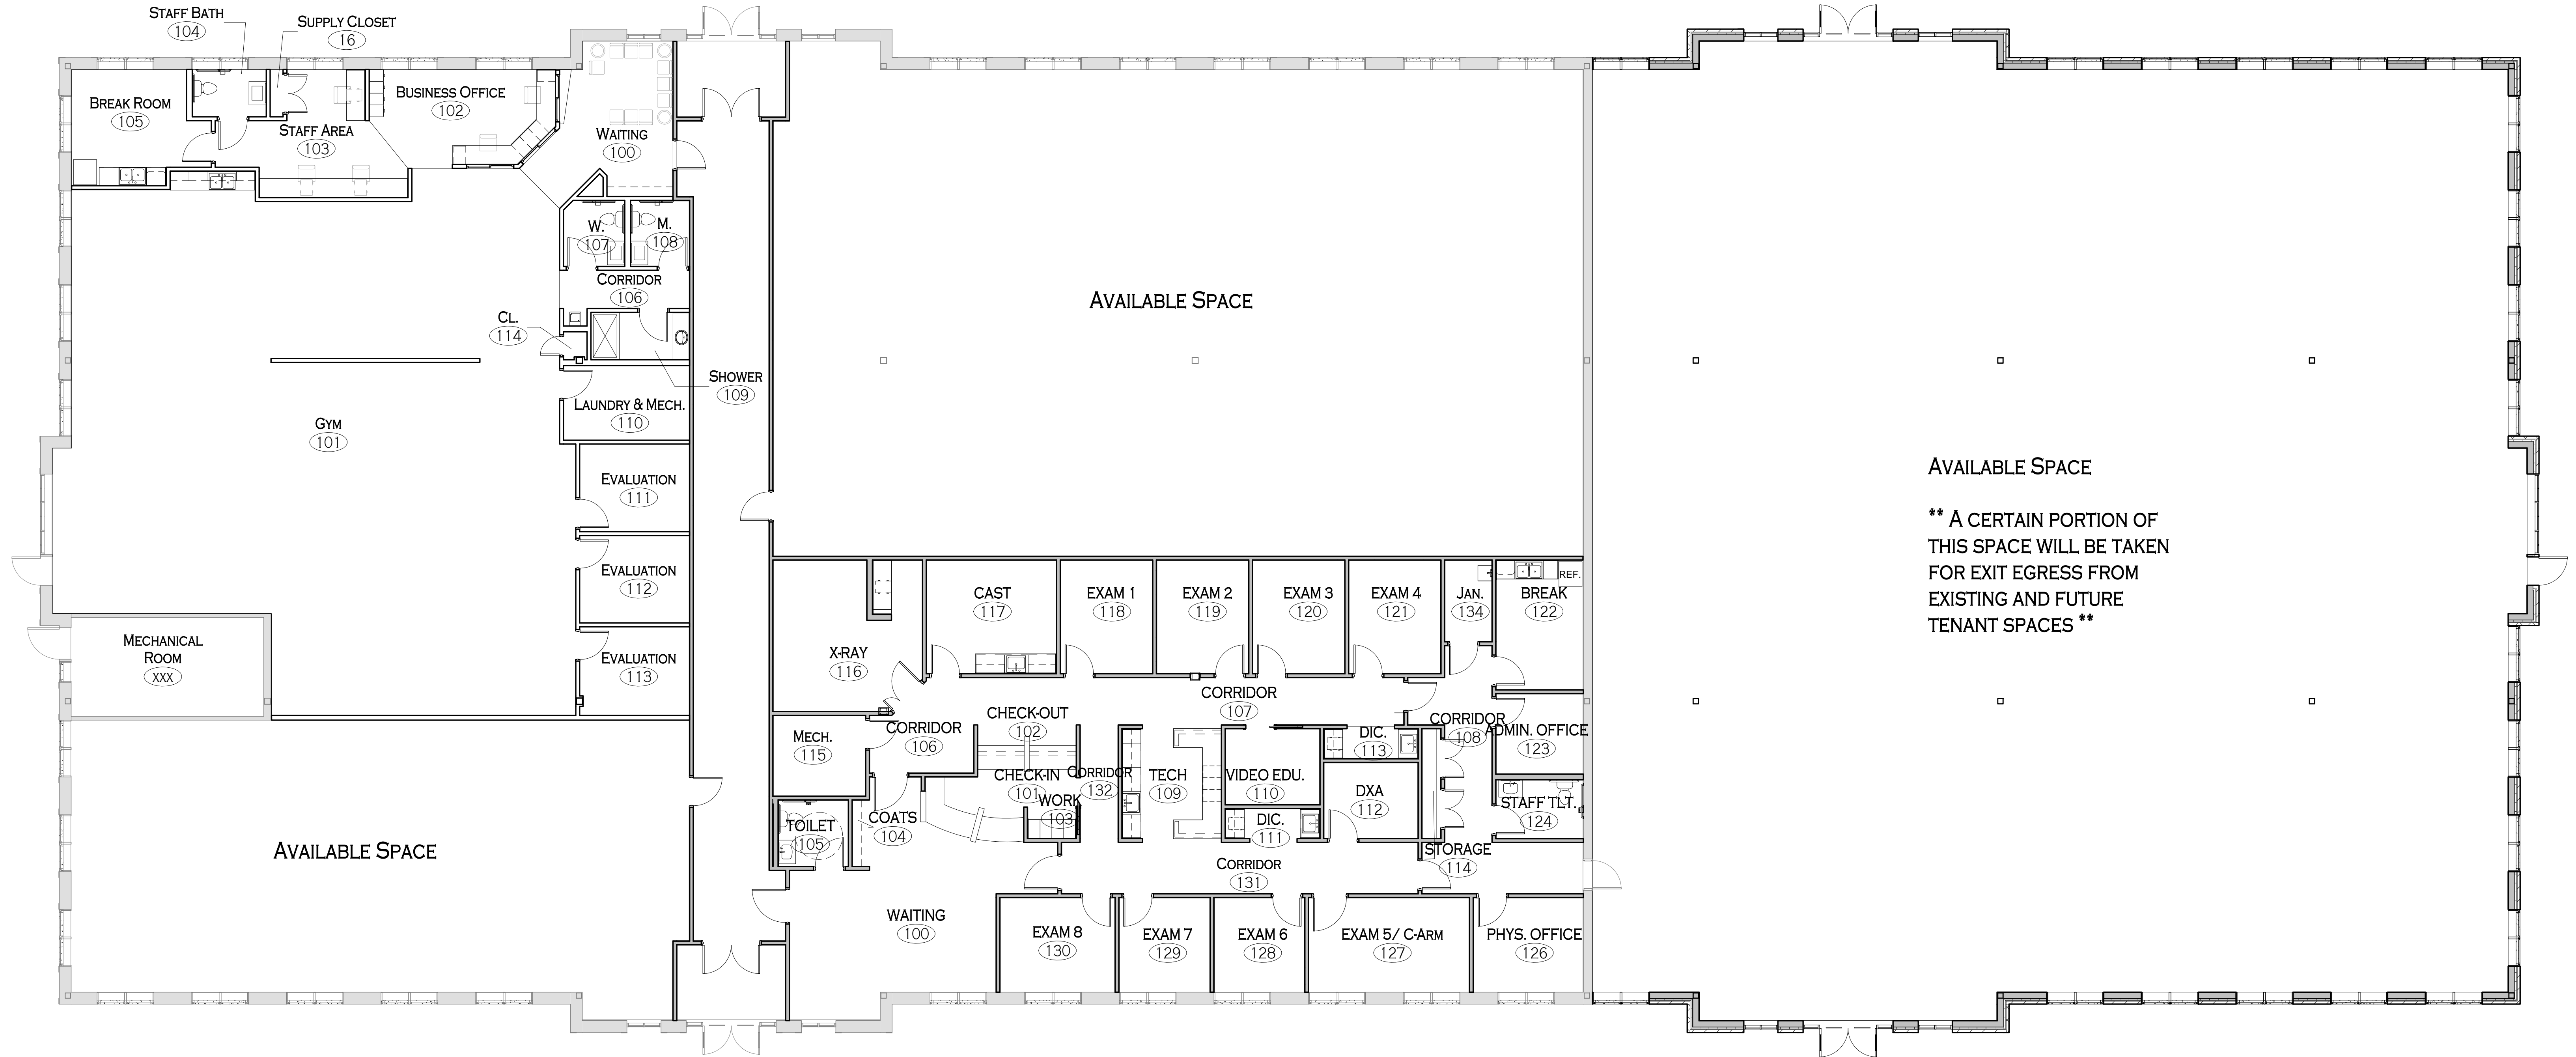 Staff Bath
104
Supply Closet
16
Break Room
105
Staff Area
103
Business Office
102
Waiting
100
W.
107
M.
108
Corridor
106
Cl.
114
Shower
109
Laundry & Mech.
110
Gym
101
Evaluation
111
Evaluation
112
Evaluation
113
Mechanical
Room
xxx
Available Space
Available Space
X-RAY
116
CAST
117
EXAM 1
118
EXAM 2
119
EXAM 3
120
EXAM 4
121
Jan.
134
REF.
BREAK
122
CORRIDOR
107
CHECK-OUT
102
CORRIDOR
106
Mech.
115
CORRIDOR
108
ADMIN. OFFICE
123
DIC.
113
CHECK-IN
101
Corridor
132
TECH
109
VIDEO EDU.
110
DXA
112
WORK
103
COATS
104
TOILET
105
DIC.
111
STAFF TLT.
124
STORAGE
114
Corridor
131
WAITING
100
EXAM 8
130
EXAM 7
129
EXAM 6
128
EXAM 5/ C-Arm
127
PHYS. OFFICE
126
Available Space
** A certain portion of
this space will be taken
for exit egress from
existing and future
tenant spaces **